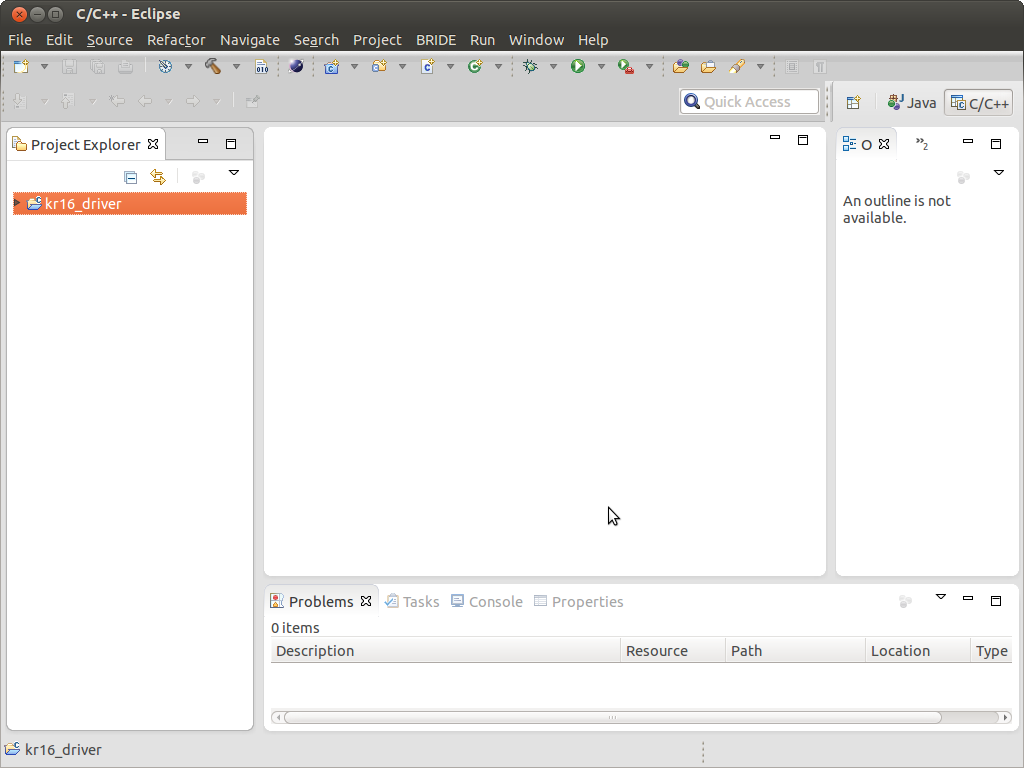 C/C++ - Eclipse
File Edit Source Refactor Navigate Search Project BRIDE Run Window Help
010
Quick Access
Java
C/C++
Project Explorer
kr16_driver
O
»2
An outline is not
available.
Problems Tasks Console Properties
0 items
Description Resource Path Location Type
kr16_driver